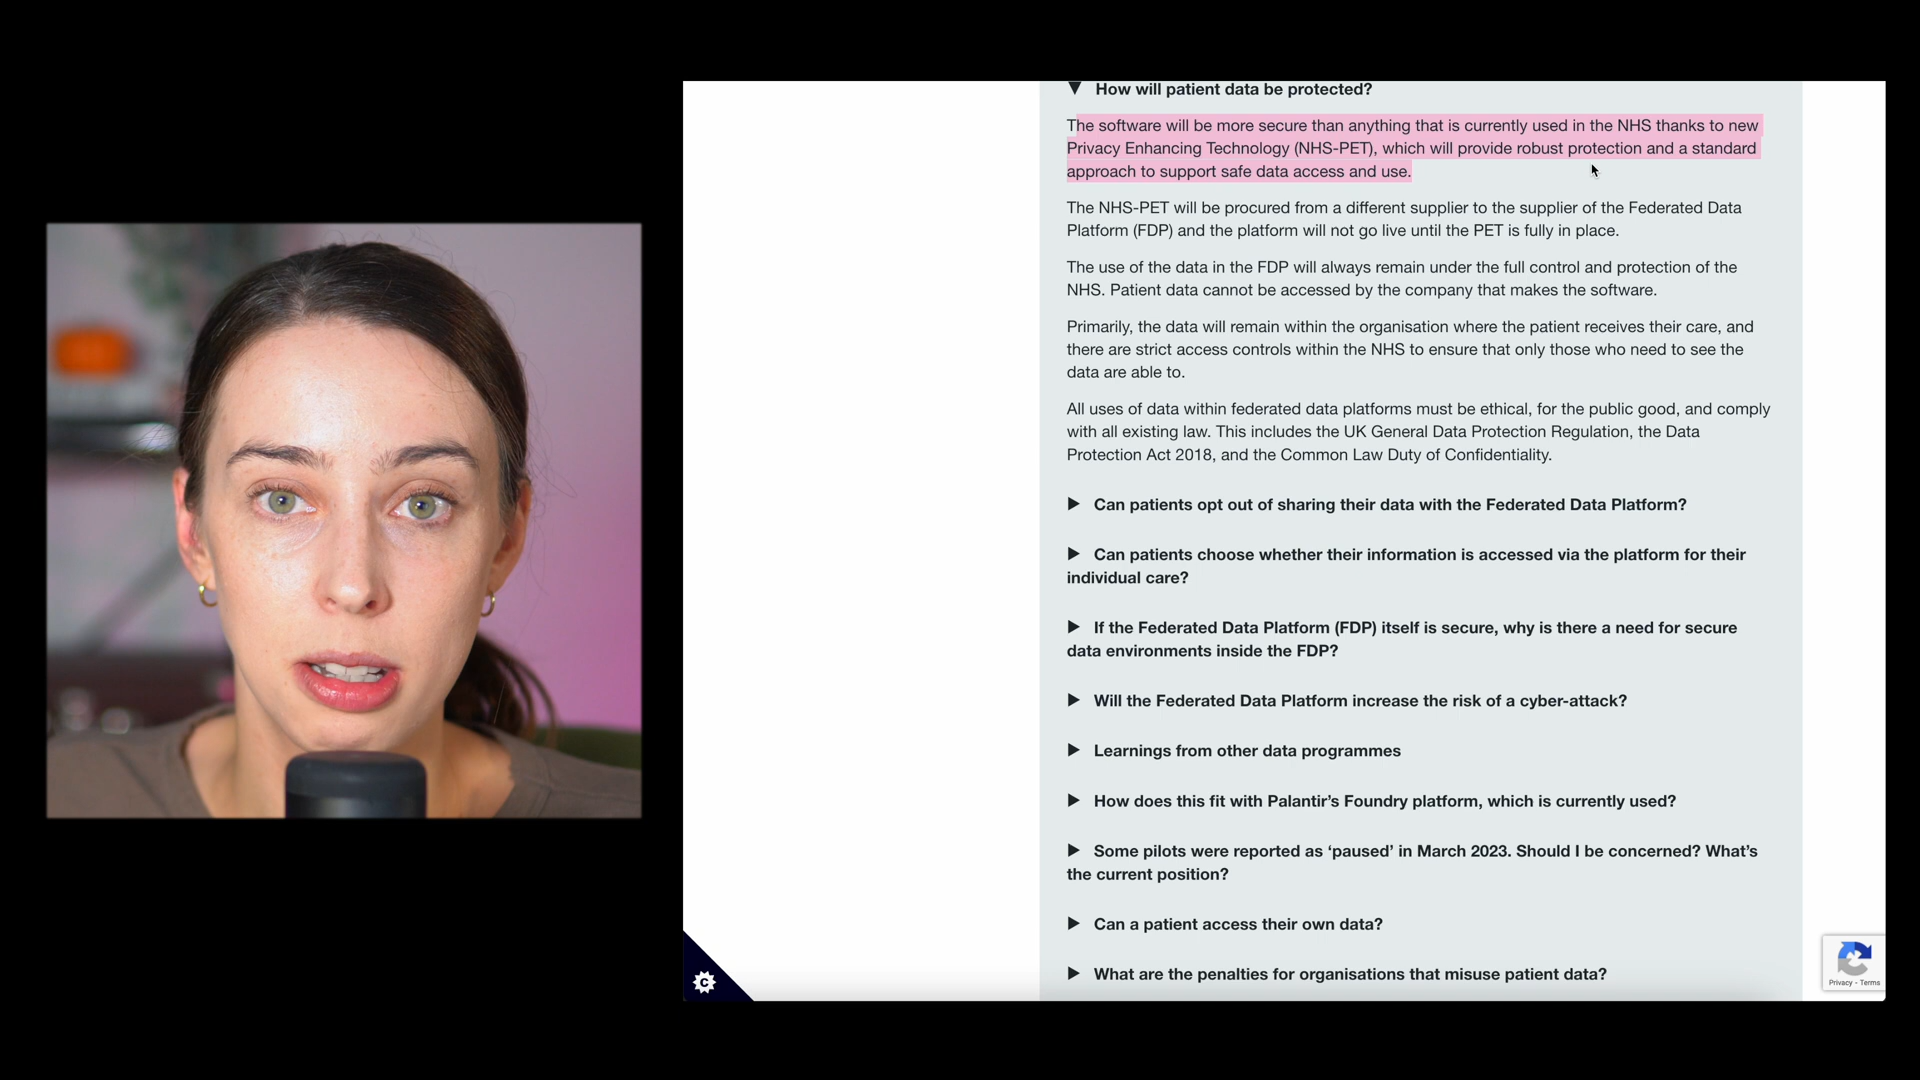 ▼ How will patient data be protected?
The software will be more secure than anything that is currently used in the NHS thanks to new
Privacy Enhancing Technology (NHS-PET), which will provide robust protection and a standard
approach to support safe data access and use.
The NHS-PET will be procured from a different supplier to the supplier of the Federated Data
Platform (FDP) and the platform will not go live until the PET is fully in place.
The use of the data in the FDP will always remain under the full control and protection of the
NHS. Patient data cannot be accessed by the company that makes the software.
Primarily, the data will remain within the organisation where the patient receives their care, and
there are strict access controls within the NHS to ensure that only those who need to see the
data are able to.
All uses of data within federated data platforms must be ethical, for the public good, and comply
with all existing law. This includes the UK General Data Protection Regulation, the Data
Protection Act 2018, and the Common Law Duty of Confidentiality.
▶ Can patients opt out of sharing their data with the Federated Data Platform?
▶ Can patients choose whether their information is accessed via the platform for their
individual care?
▶ If the Federated Data Platform (FDP) itself is secure, why is there a need for secure
data environments inside the FDP?
▶ Will the Federated Data Platform increase the risk of a cyber-attack?
▶ Learnings from other data programmes
▶ How does this fit with Palantir’s Foundry platform, which is currently used?
▶ Some pilots were reported as ‘paused’ in March 2023. Should I be concerned? What’s
the current position?
▶ Can a patient access their own data?
▶ What are the penalties for organisations that misuse patient data?
C
Privacy - Terms